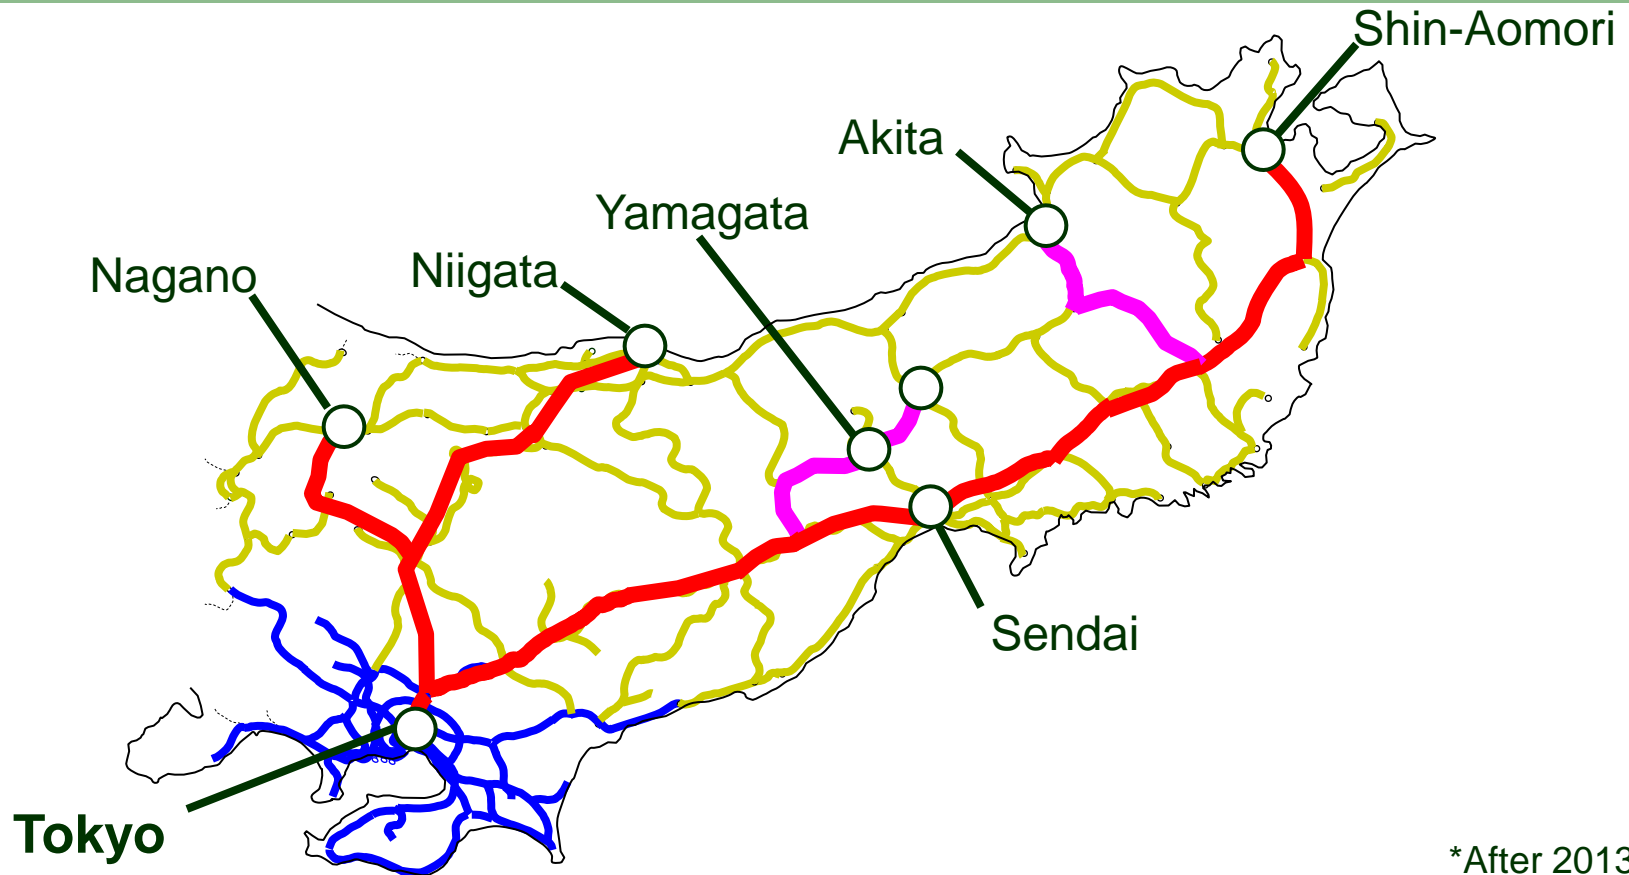 Shin-Aomori
Akita
Yamagata
Niigata
Nagano
Sendai
Tokyo
*After 2013